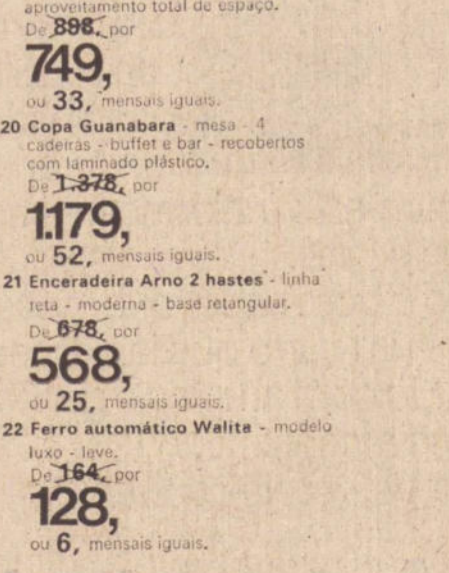 aproveitamento total de espaço.
De 898, por
749,
ou 33, mensais iguais.
20 Copa Guanabara - mesa - 4
cadeiras - buffet e bar - recobertos
com laminado plástico.
De 1.378, por
1.179,
ou 52, mensais iguais.
21 Enceradeira Arno 2 hastes - linha
reta - moderna - base retangular.
De 678, por
568,
ou 25, mensais iguais.
22 Ferro automático Walita - modelo
luxo - leve.
De 164, por
128,
ou 6, mensais iguais.